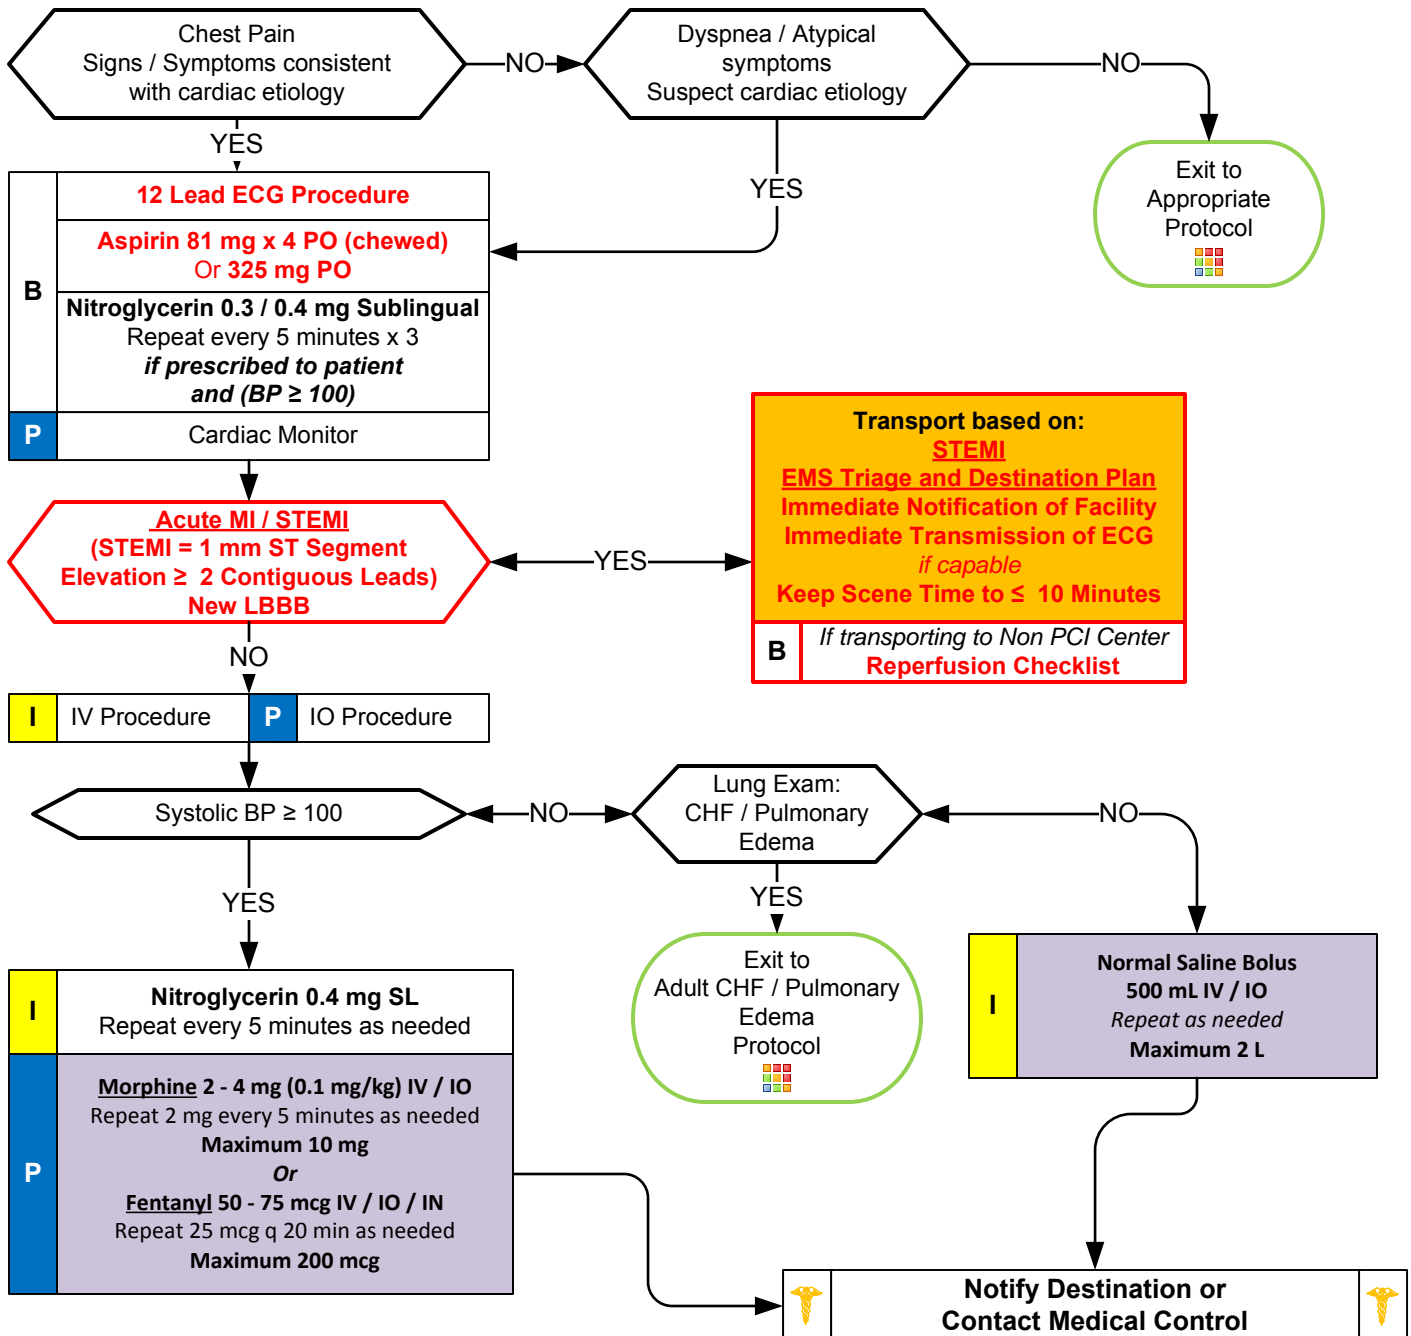 Chest Pain
Signs / Symptoms consistent
with cardiac etiology
NO
Dyspnea / Atypical
symptoms
Suspect cardiac etiology
NO
YES
YES
Exit to
Appropriate
Protocol
B
12 Lead ECG Procedure
Aspirin 81 mg x 4 PO (chewed)
Or 325 mg PO
Nitroglycerin 0.3 / 0.4 mg Sublingual
Repeat every 5 minutes x 3
if prescribed to patient
and (BP ≥ 100)
P
Cardiac Monitor
Acute MI / STEMI
(STEMI = 1 mm ST Segment
Elevation ≥ 2 Contiguous Leads)
New LBBB
YES
Transport based on:
STEMI
EMS Triage and Destination Plan
Immediate Notification of Facility
Immediate Transmission of ECG
if capable
Keep Scene Time to ≤ 10 Minutes
B
If transporting to Non PCI Center
Reperfusion Checklist
NO
I
IV Procedure
P
IO Procedure
Systolic BP ≥ 100
NO
Lung Exam:
CHF / Pulmonary
Edema
NO
YES
YES
Exit to
Adult CHF / Pulmonary
Edema
Protocol
I
Normal Saline Bolus
500 mL IV / IO
Repeat as needed
Maximum 2 L
I
Nitroglycerin 0.4 mg SL
Repeat every 5 minutes as needed
P
Morphine 2 - 4 mg (0.1 mg/kg) IV / IO
Repeat 2 mg every 5 minutes as needed
Maximum 10 mg
Or
Fentanyl 50 - 75 mcg IV / IO / IN
Repeat 25 mcg q 20 min as needed
Maximum 200 mcg
Notify Destination or
Contact Medical Control